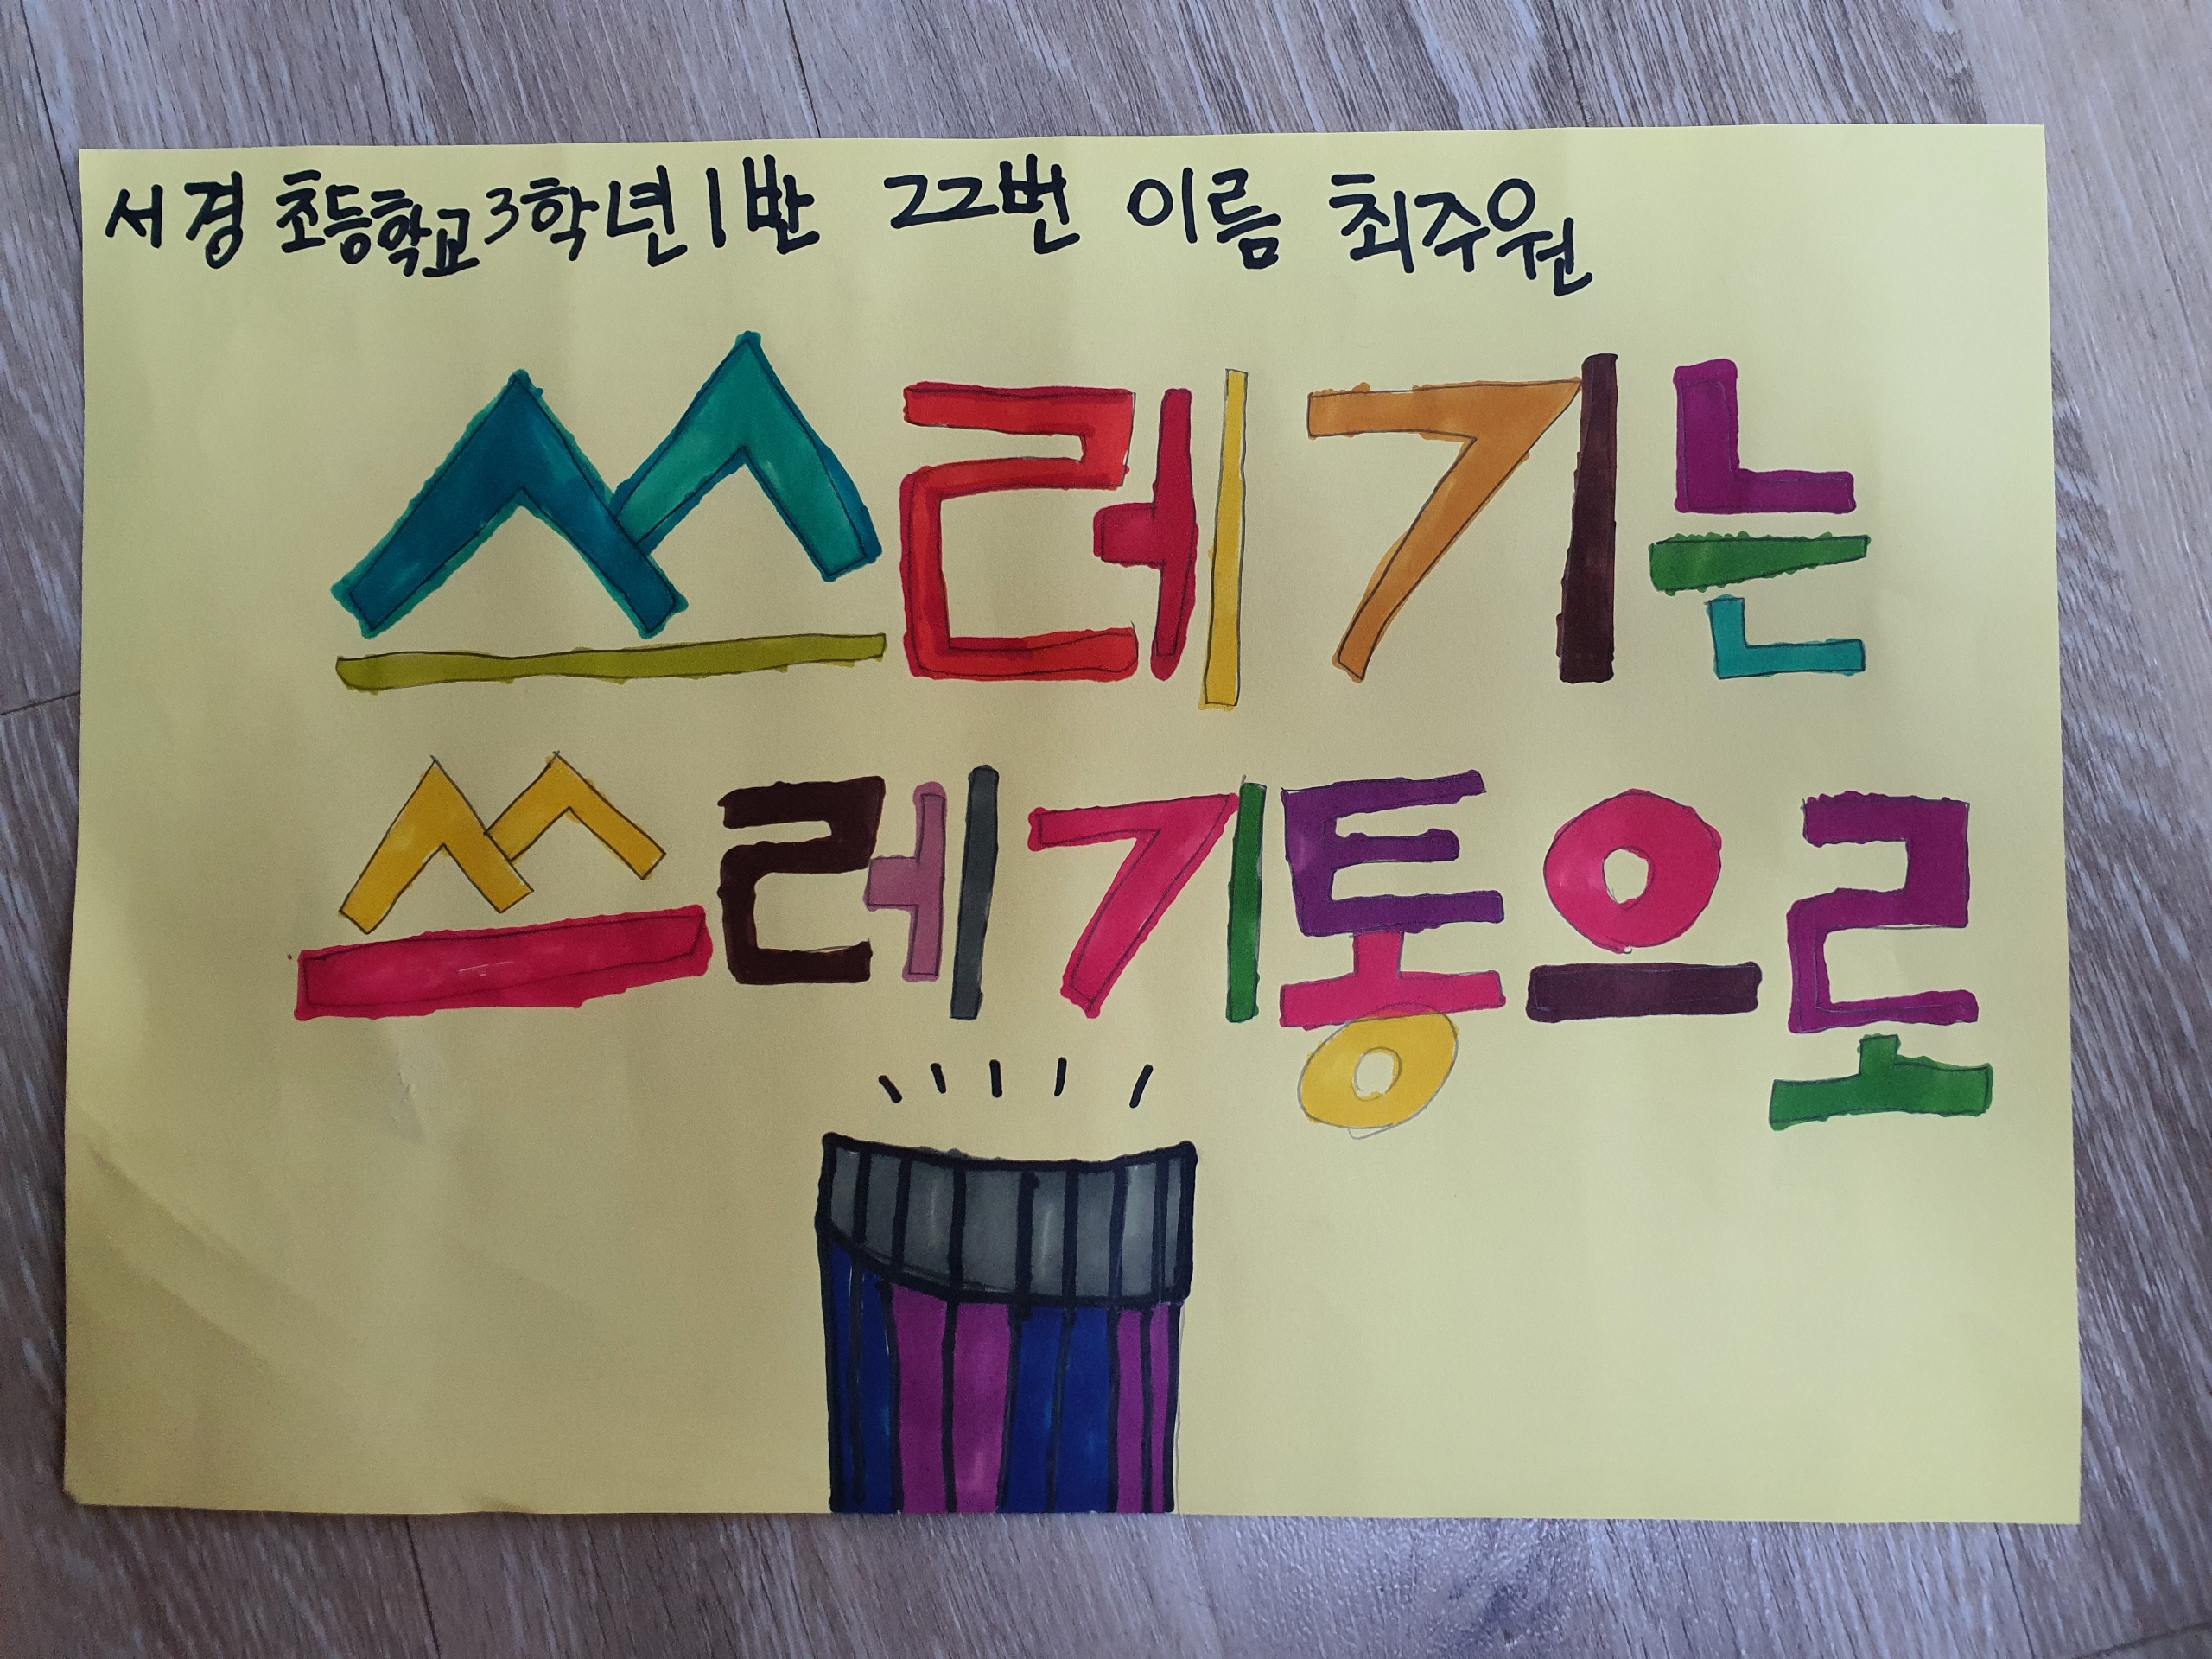 서경 초등학교 3학년 1반 22번 이름 최주원
쓰레기는
쓰레기통으로